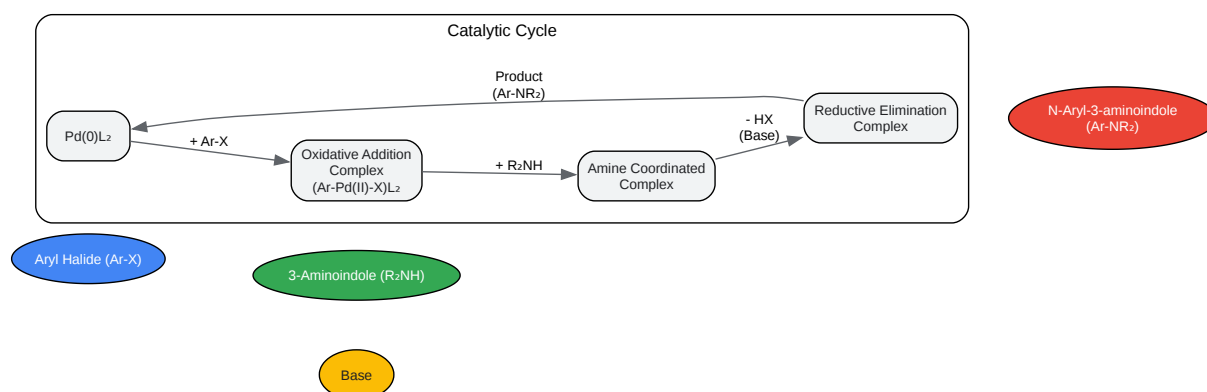 Catalytic Cycle
Product
(Ar-NR₂)
Pd(0)L₂
+ Ar-X
Oxidative Addition
Complex
(Ar-Pd(II)-X)L₂
+ R₂NH
Amine Coordinated
Complex
- HX
(Base)
Reductive Elimination
Complex
N-Aryl-3-aminoindole
(Ar-NR₂)
Aryl Halide (Ar-X)
3-Aminoindole (R₂NH)
Base